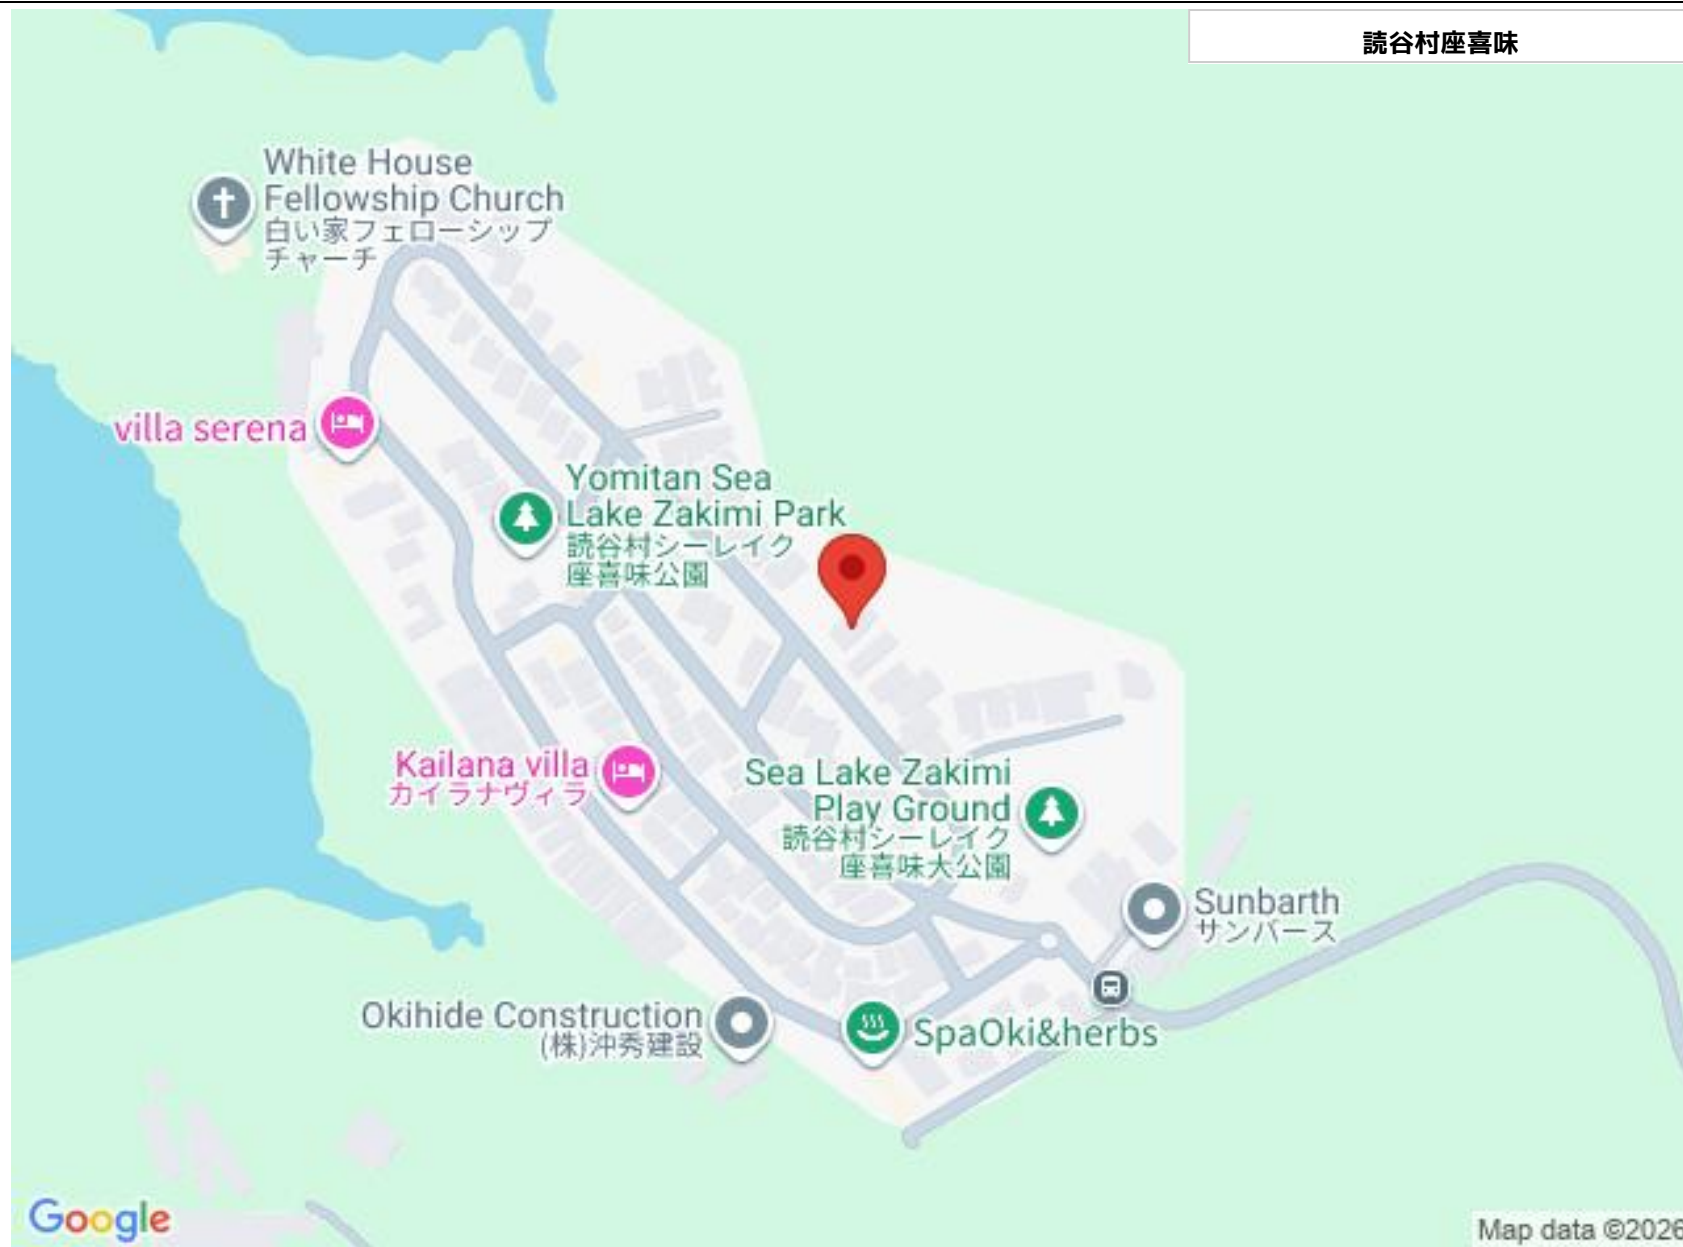 読谷村座喜味
White House
Fellowship Church
白い家フェローシップ
チャーチ
villa serena
Yomitan Sea
Lake Zakimi Park
読谷村シーレイク
座喜味公園
Kailana villa
カイラナヴィラ
Sea Lake Zakimi
Play Ground
読谷村シーレイク
座喜味大公園
Sunbarth
サンバース
Okihide Construction
(株)沖秀建設
SpaOki&herbs
Google
Map data ©2026